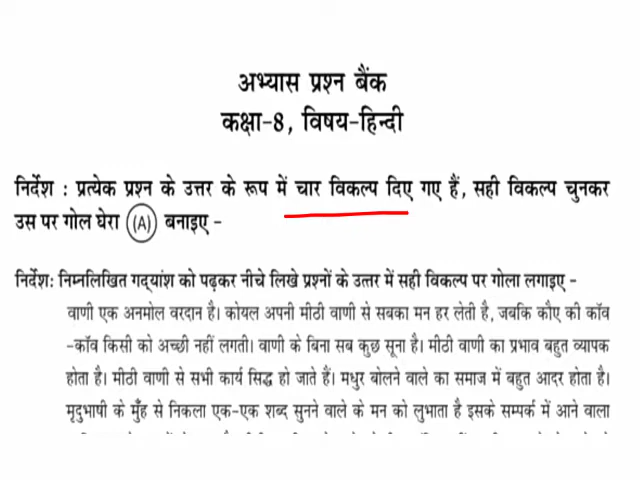 अभ्यास प्रश्न बैंक
कक्षा-8, विषय-हिन्दी
निर्देश : प्रत्येक प्रश्न के उत्तर के रूप में चार विकल्प दिए गए हैं, सही विकल्प चुनकर
उस पर गोल घेरा (A) बनाइए -
निर्देश: निम्नलिखित गद्यांश को पढ़कर नीचे लिखे प्रश्नों के उत्तर में सही विकल्प पर गोला लगाइए -
वाणी एक अनमोल वरदान है। कोयल अपनी मीठी वाणी से सबका मन हर लेती है, जबकि कौए की कॉव
-कॉव किसी को अच्छी नहीं लगती। वाणी के बिना सब कुछ सूना है। मीठी वाणी का प्रभाव बहुत व्यापक
होता है। मीठी वाणी से सभी कार्य सिद्ध हो जाते हैं। मधुर बोलने वाले का समाज में बहुत आदर होता है।
मृदुभाषी के मुँह से निकला एक-एक शब्द सुनने वाले के मन को लुभाता है इसके सम्पर्क में आने वाला